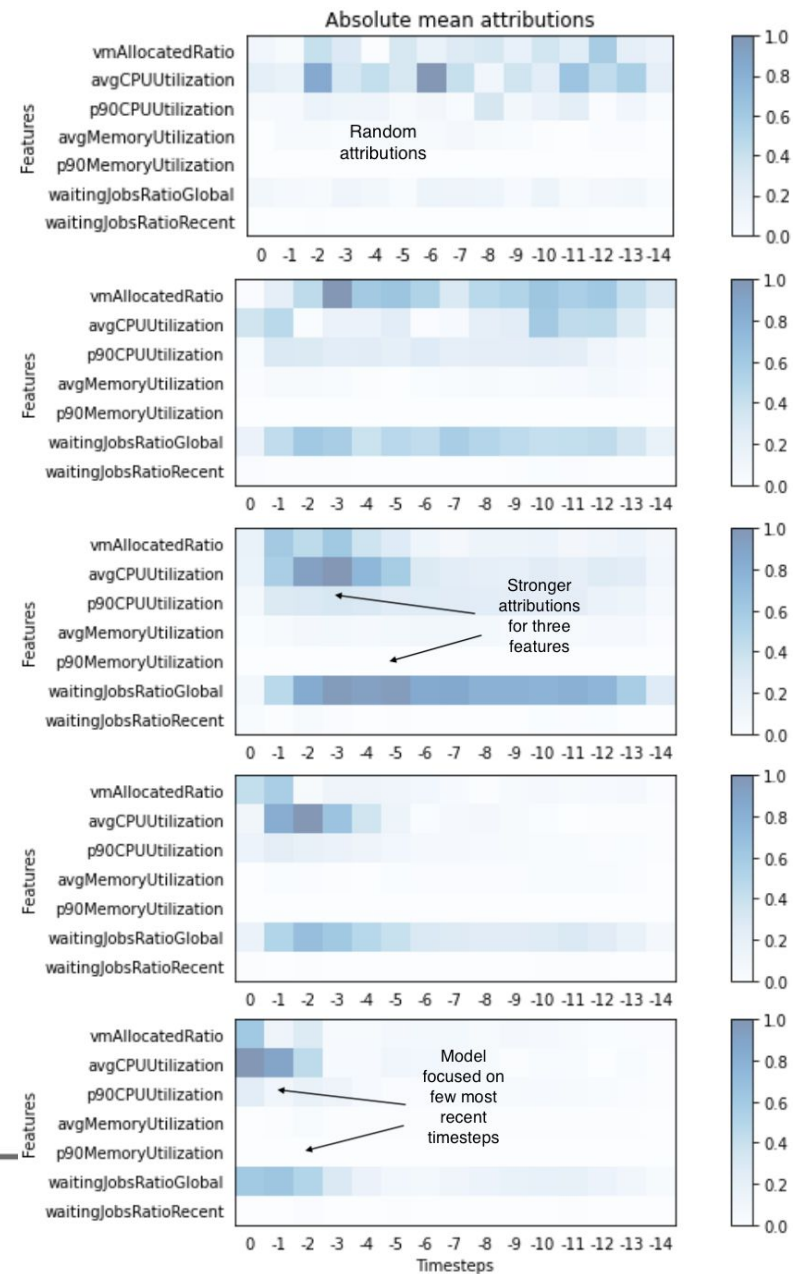 Absolute mean attributions
Features
vmAllocatedRatio
avgCPUUtilization
p90CPUUtilization
avgMemoryUtilization
p90MemoryUtilization
waitingJobsRatioGlobal
waitingJobsRatioRecent
Random
attributions
0 -1 -2 -3 -4 -5 -6 -7 -8 -9 -10 -11 -12 -13 -14
1.0
0.8
0.6
0.4
0.2
0.0
Features
vmAllocatedRatio
avgCPUUtilization
p90CPUUtilization
avgMemoryUtilization
p90MemoryUtilization
waitingJobsRatioGlobal
waitingJobsRatioRecent
0 -1 -2 -3 -4 -5 -6 -7 -8 -9 -10 -11 -12 -13 -14
1.0
0.8
0.6
0.4
0.2
0.0
Features
vmAllocatedRatio
avgCPUUtilization
p90CPUUtilization
avgMemoryUtilization
p90MemoryUtilization
waitingJobsRatioGlobal
waitingJobsRatioRecent
Stronger
attributions
for three
features
0 -1 -2 -3 -4 -5 -6 -7 -8 -9 -10 -11 -12 -13 -14
1.0
0.8
0.6
0.4
0.2
0.0
Features
vmAllocatedRatio
avgCPUUtilization
p90CPUUtilization
avgMemoryUtilization
p90MemoryUtilization
waitingJobsRatioGlobal
waitingJobsRatioRecent
0 -1 -2 -3 -4 -5 -6 -7 -8 -9 -10 -11 -12 -13 -14
1.0
0.8
0.6
0.4
0.2
0.0
Features
vmAllocatedRatio
avgCPUUtilization
p90CPUUtilization
avgMemoryUtilization
p90MemoryUtilization
waitingJobsRatioGlobal
waitingJobsRatioRecent
Model
focused on
few most
recent
timesteps
0 -1 -2 -3 -4 -5 -6 -7 -8 -9 -10 -11 -12 -13 -14
Timesteps
1.0
0.8
0.6
0.4
0.2
0.0